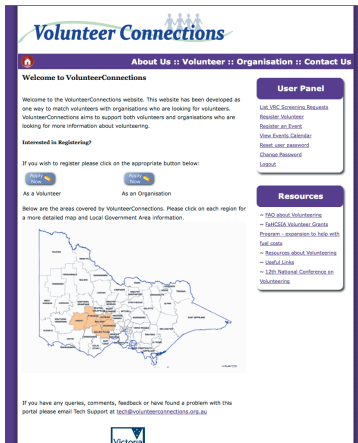 Volunteer Connections
About Us :: Volunteer :: Organisation :: Contact Us
Welcome to VolunteerConnections
Welcome to the VolunteerConnections website. This website has been developed as
one way to match volunteers with organisations who are looking for volunteers.
VolunteerConnections aims to support both volunteers and organisations who are
looking for more information about volunteering.
Interested in Registering?
If you wish to register please click on the appropriate button below:
Apply
Now
Apply
Now
As a Volunteer
As an Organisation
Below are the areas covered by VolunteerConnections. Please click on each region for
a more detailed map and Local Government Area information.
If you have any queries, comments, feedback or have found a problem with this
portal please email Tech Support at tech@volunteerconnections.org.au
Victoria
User Panel
List VRC Screening Requests
Register Volunteer
Register an Event
View Events Calendar
Reset user password
Change Password
Logout
Resources
~ FAQ about Volunteering
~ FaHCSIA Volunteer Grants
Program - expansion to help with
fuel costs
~ Resources about Volunteering
~ Useful Links
~ 12th National Conference on
Volunteering